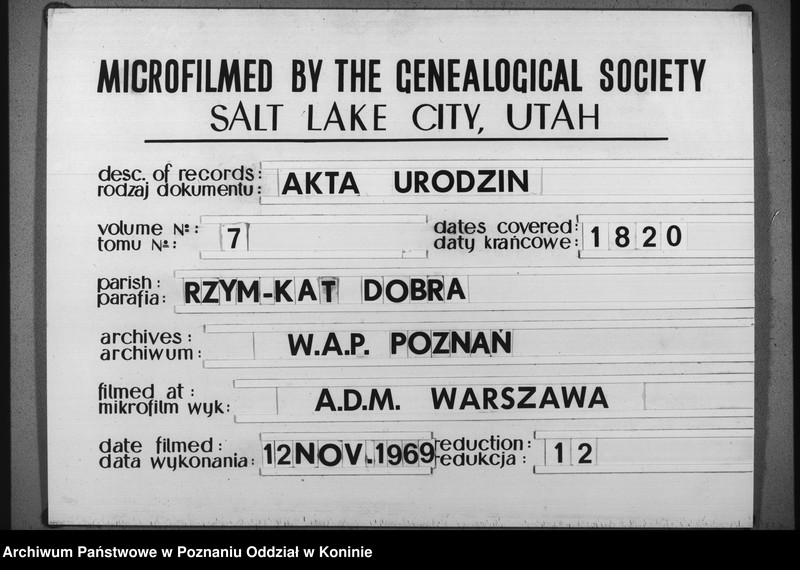 MICROFILMED BY THE GENEALOGICAL SOCIETY
SALT LAKE CITY, UTAH
desc. of records: AKTA URODZIN
rodzaj dokumentu:
volume №: 7
tomu №:
dates covered: 1820
daty krańcowe:
parish: RZYM-KAT DOBRA
parafia:
archives: W.A.P. POZNAŃ
archiwum:
filmed at: A.D.M. WARSZAWA
mikrofilm wyk:
date filmed: 12 NOV. 1969
data wykonania:
reduction: 12
redukcja:
Archiwum Państwowe w Poznaniu Oddział w Koninie